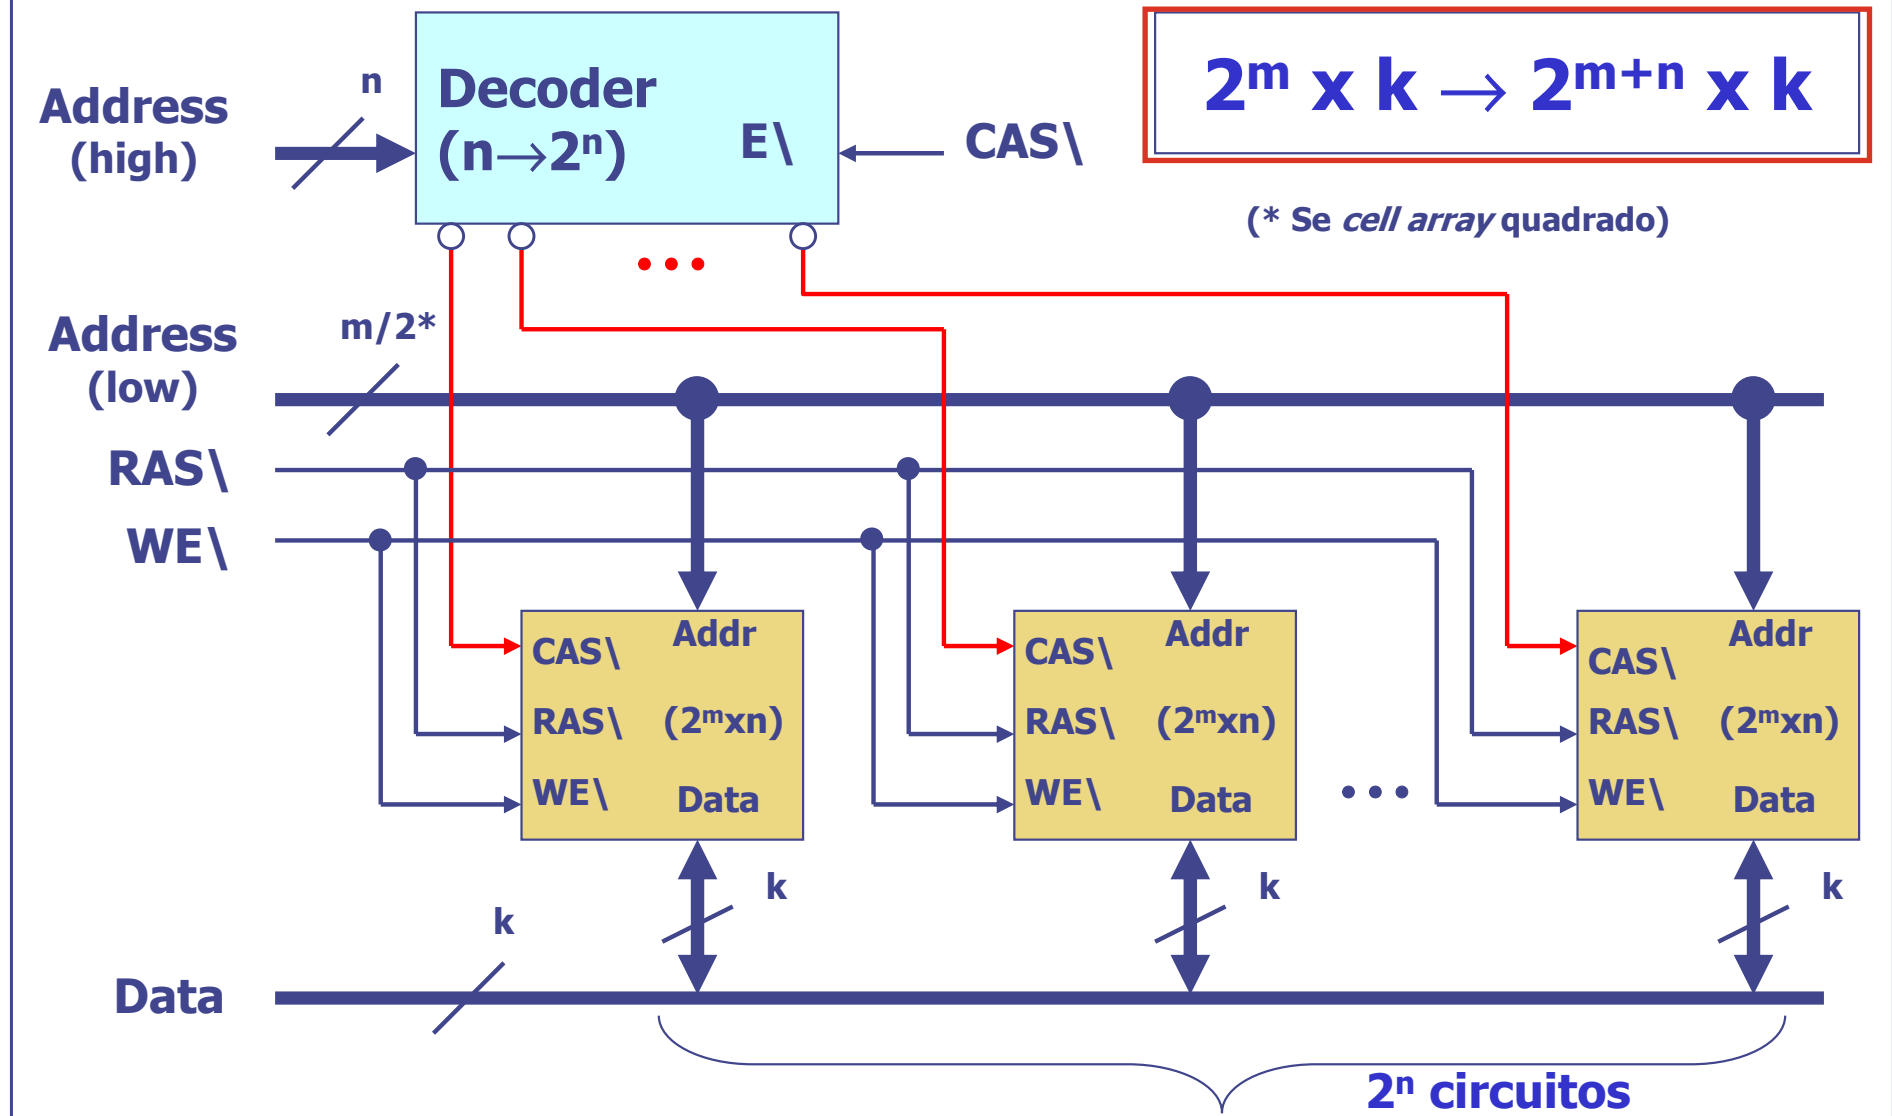 Address
(high)
n
Decoder
(n→2ⁿ)
E\
CAS\
2ᵐ x k → 2ᵐ⁺ⁿ x k
(* Se cell array quadrado)
Address
(low)
m/2*
RAS\
WE\
CAS\
Addr
RAS\
(2ᵐxn)
WE\
Data
CAS\
Addr
RAS\
(2ᵐxn)
WE\
Data
CAS\
Addr
RAS\
(2ᵐxn)
WE\
Data
k
k
k
k
Data
2ⁿ circuitos